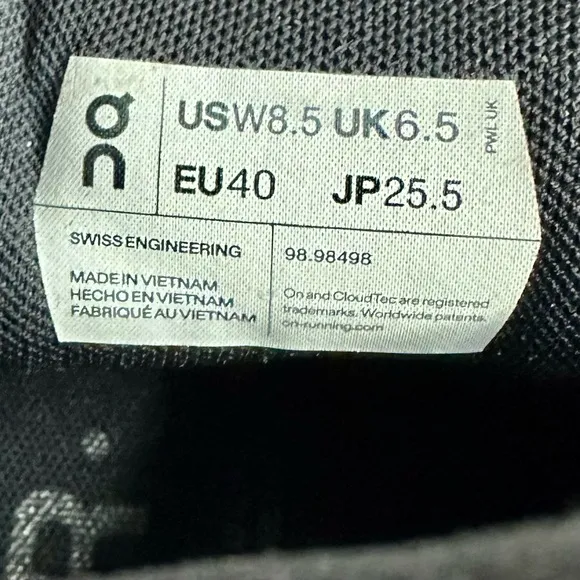 on
USW8.5 UK6.5
EU40 JP25.5
PWL UK
SWISS ENGINEERING
MADE IN VIETNAM
HECHO EN VIETNAM
FABRIQUÉ AU VIETNAM
98.98498
On and CloudTec are registered
trademarks. Worldwide patents.
on-running.com